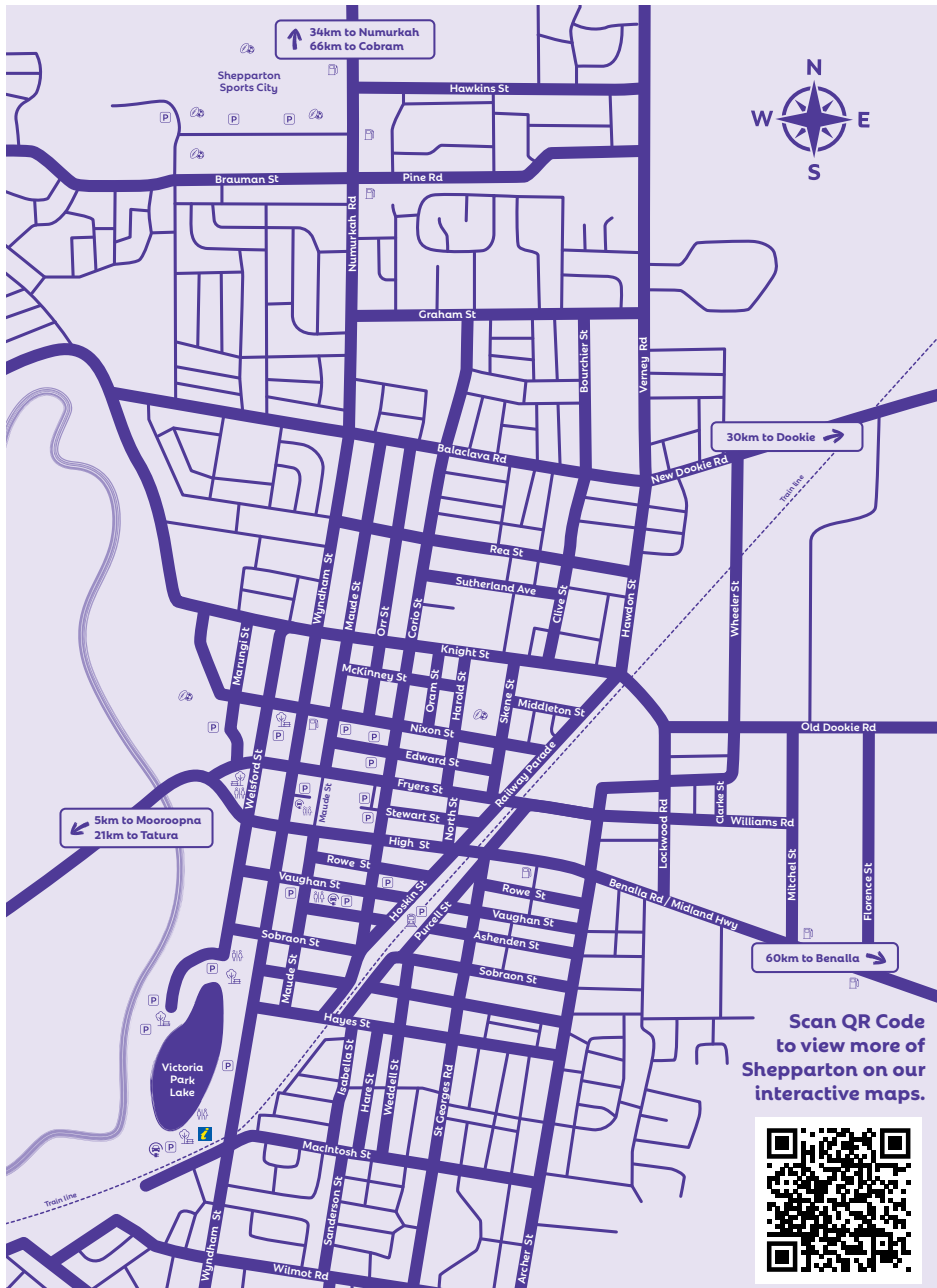 34km to Numurkah
66km to Cobram
Shepparton
Sports City
N
W
E
S
P
P
P
Hawkins St
Brauman St
Pine Rd
Numurkah Rd
Graham St
Bourchier St
Verney Rd
30km to Dookie
Balaclava Rd
New Dookie Rd
Train line
Rea St
Sutherland Ave
Wyndham St
Maude St
Orr St
Corio St
Clive St
Hawdon St
Wheeler St
Knight St
Marungi St
McKinney St
Oram St
Harold St
Skene St
Middleton St
P
P
P
P
Nixon St
Old Dookie Rd
Edward St
P
Railway Parade
Welsford St
Fryers St
P
Maude St
P
P
Stewart St
North St
Clarke St
Lockwood Rd
Williams Rd
5km to Mooroopna
21km to Tatura
High St
Rowe St
Vaughan St
P
P
P
Hoskin St
Purcell St
P
Rowe St
Benalla Rd / Midland Hwy
Mitchel St
Florence St
Vaughan St
Ashenden St
Sobraon St
Sobraon St
Maude St
60km to Benalla
P
P
P
P
Hayes St
Victoria
Park
Lake
Isabella St
Hare St
Weddell St
St Georges Rd
Scan QR Code
to view more of
Shepparton on our
interactive maps.
i
P
MacIntosh St
Train line
Sanderson St
Wyndham St
Wilmot Rd
Archer St